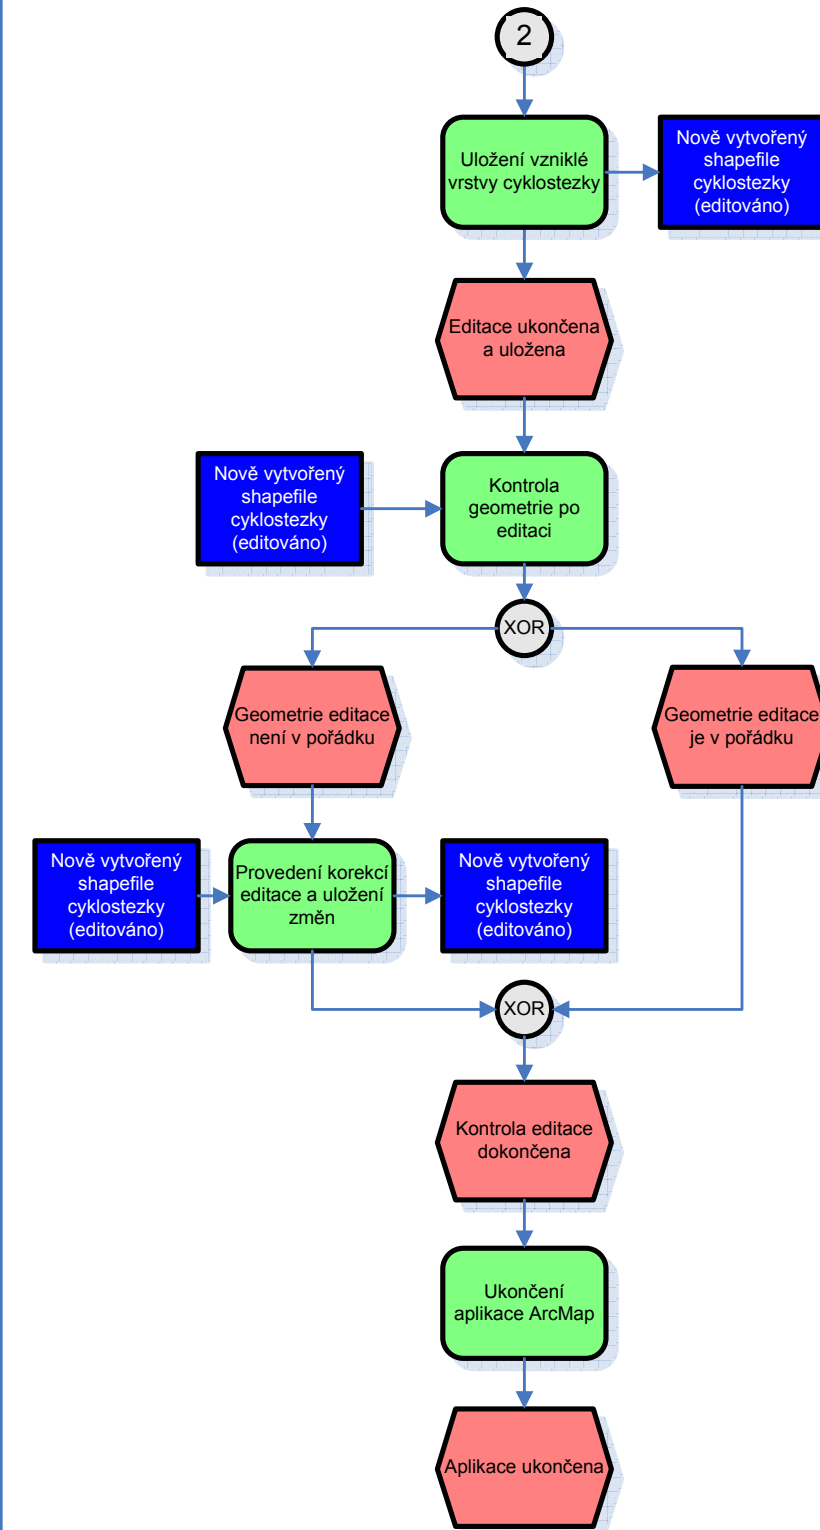 2
Uložení vzniklé
vrstvy cyklostezky
Nově vytvořený
shapefile
cyklostezky
(editováno)
Editace ukončena
a uložena
Nově vytvořený
shapefile
cyklostezky
(editováno)
Kontrola
geometrie po
editaci
XOR
Geometrie editace
není v pořádku
Geometrie editace
je v pořádku
Nově vytvořený
shapefile
cyklostezky
(editováno)
Provedení korekcí
editace a uložení
změn
Nově vytvořený
shapefile
cyklostezky
(editováno)
XOR
Kontrola editace
dokončena
Ukončení
aplikace ArcMap
Aplikace ukončena